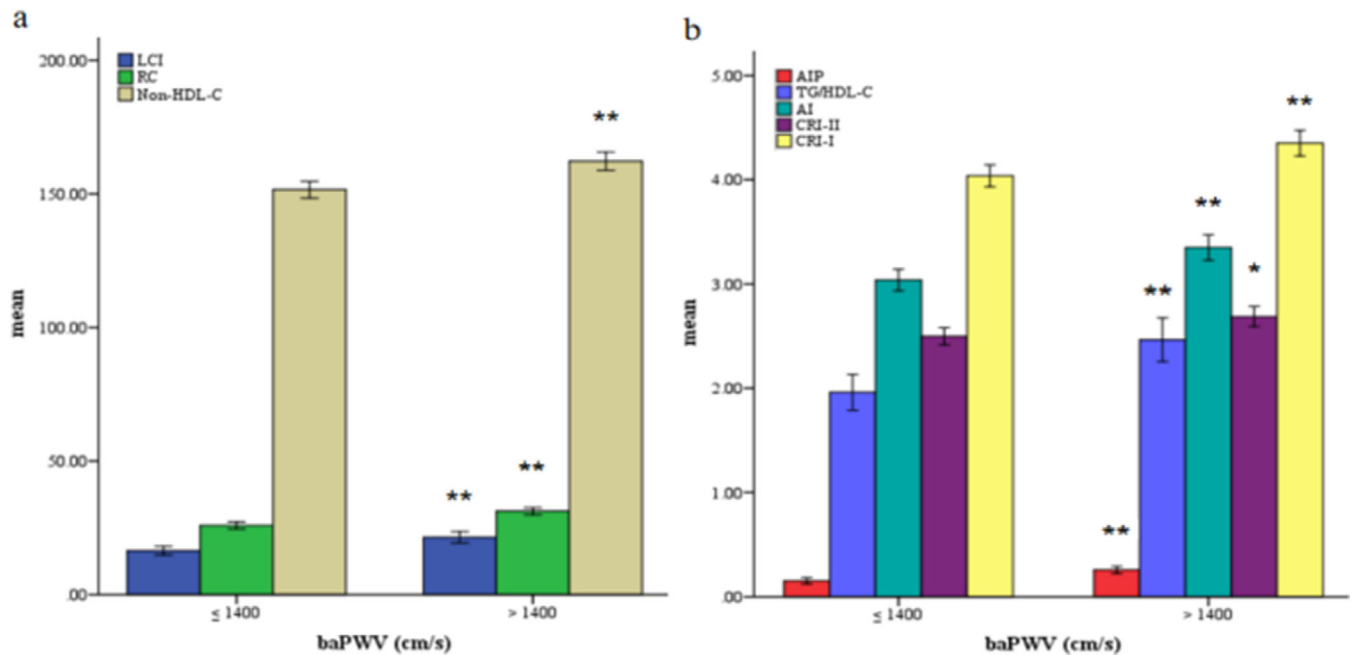 a
200.00
150.00
100.00
50.00
.00
mean
LCI
RC
Non-HDL-C
**
**
**
≤ 1400
> 1400
baPWV (cm/s)
b
5.00
4.00
3.00
2.00
1.00
.00
mean
AIP
TG/HDL-C
AI
CRI-II
CRI-I
**
**
**
*
**
≤ 1400
> 1400
baPWV (cm/s)